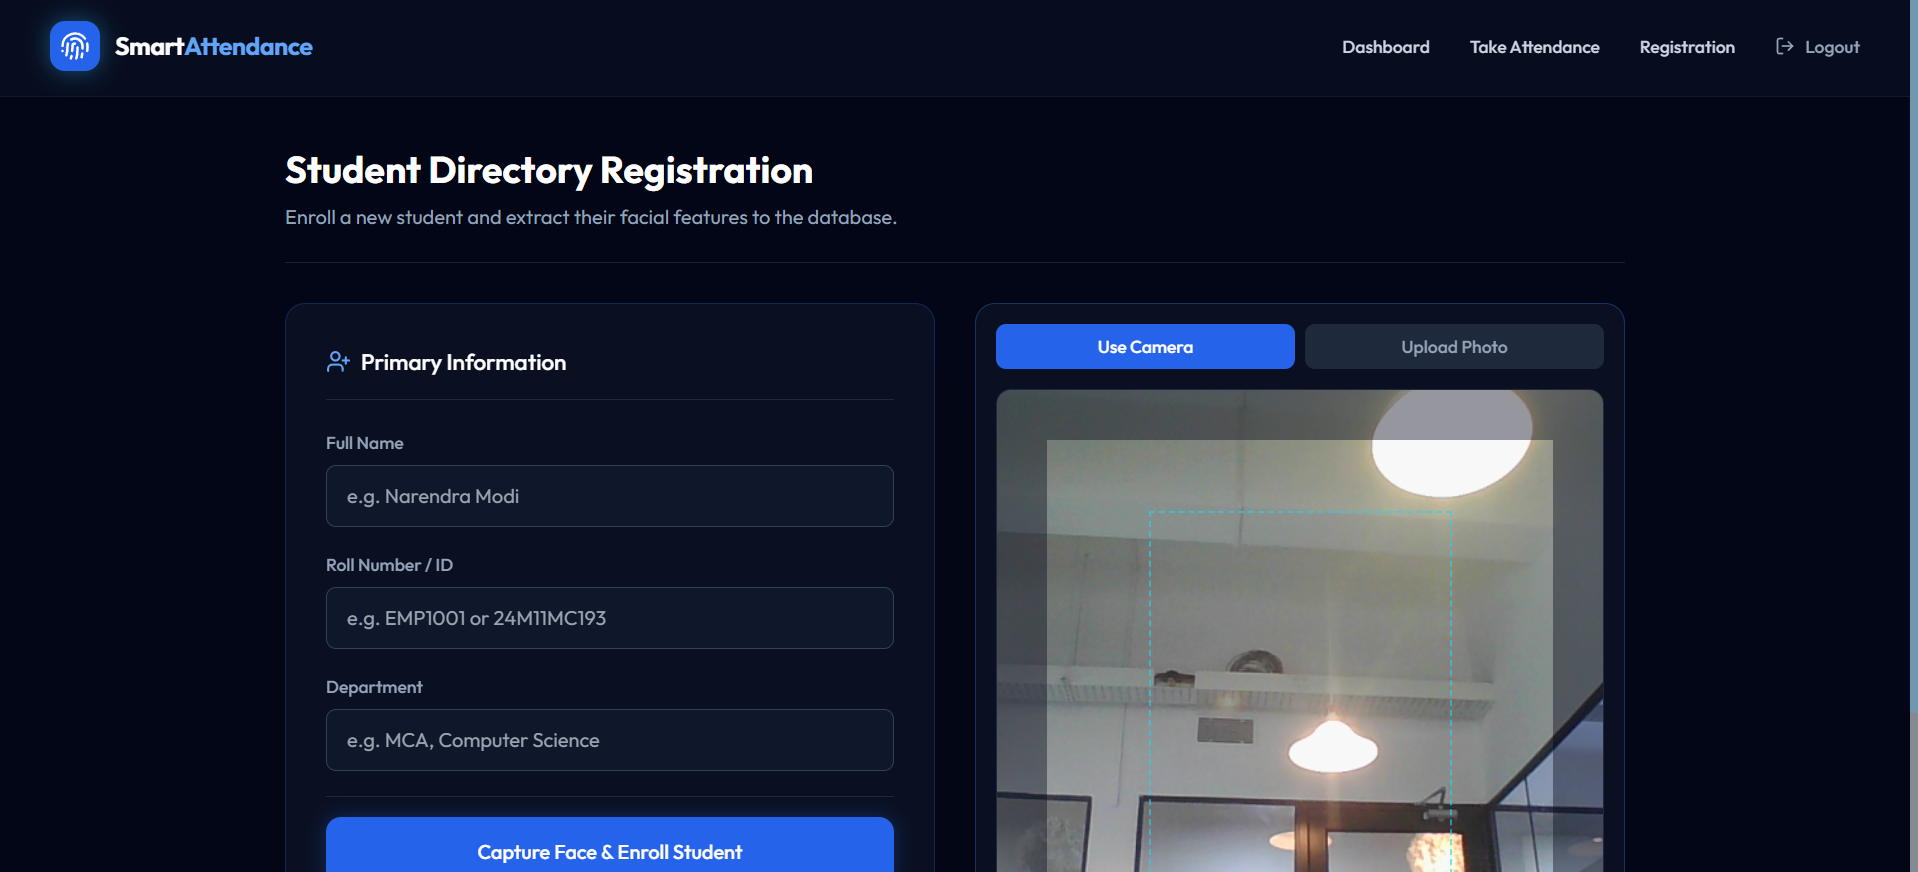 SmartAttendance
Dashboard
Take Attendance
Registration
Logout
Student Directory Registration
Enroll a new student and extract their facial features to the database.
Primary Information
Full Name
e.g. Narendra Modi
Roll Number / ID
e.g. EMP1001 or 24M11MC193
Department
e.g. MCA, Computer Science
Capture Face & Enroll Student
Use Camera
Upload Photo